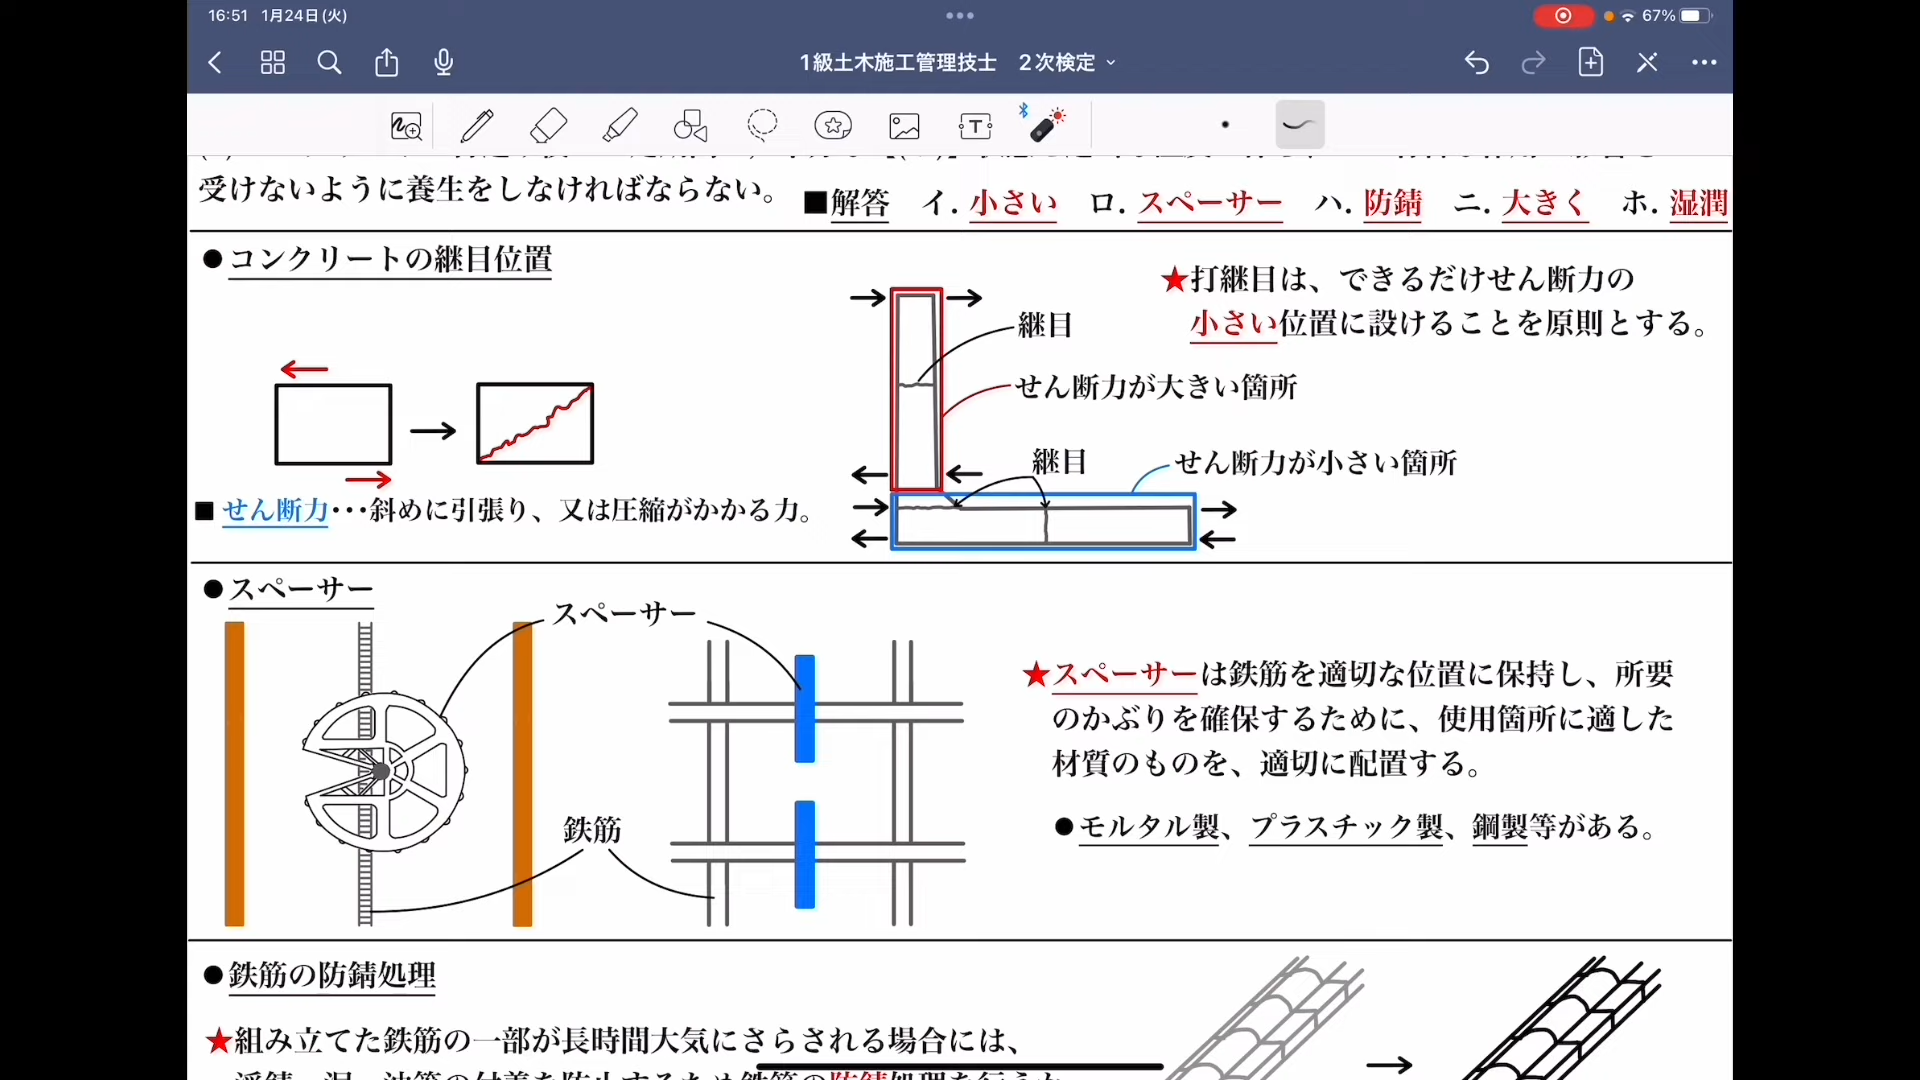 16:51 1月24日(火)
67%
1級土木施工管理技士 2次検定
受けないように養生をしなければならない。
■解答 イ. 小さい ロ. スペーサー ハ. 防錆 ニ. 大きく ホ. 湿潤
●コンクリートの継目位置
★打継目は、できるだけせん断力の
小さい位置に設けることを原則とする。
継目
せん断力が大きい箇所
継目
せん断力が小さい箇所
■ せん断力･･･斜めに引張り、又は圧縮がかかる力。
●スペーサー
スペーサー
鉄筋
★スペーサーは鉄筋を適切な位置に保持し、所要
のかぶりを確保するために、使用箇所に適した
材質のものを、適切に配置する。
●モルタル製、プラスチック製、鋼製等がある。
●鉄筋の防錆処理
★組み立てた鉄筋の一部が長時間大気にさらされる場合には、